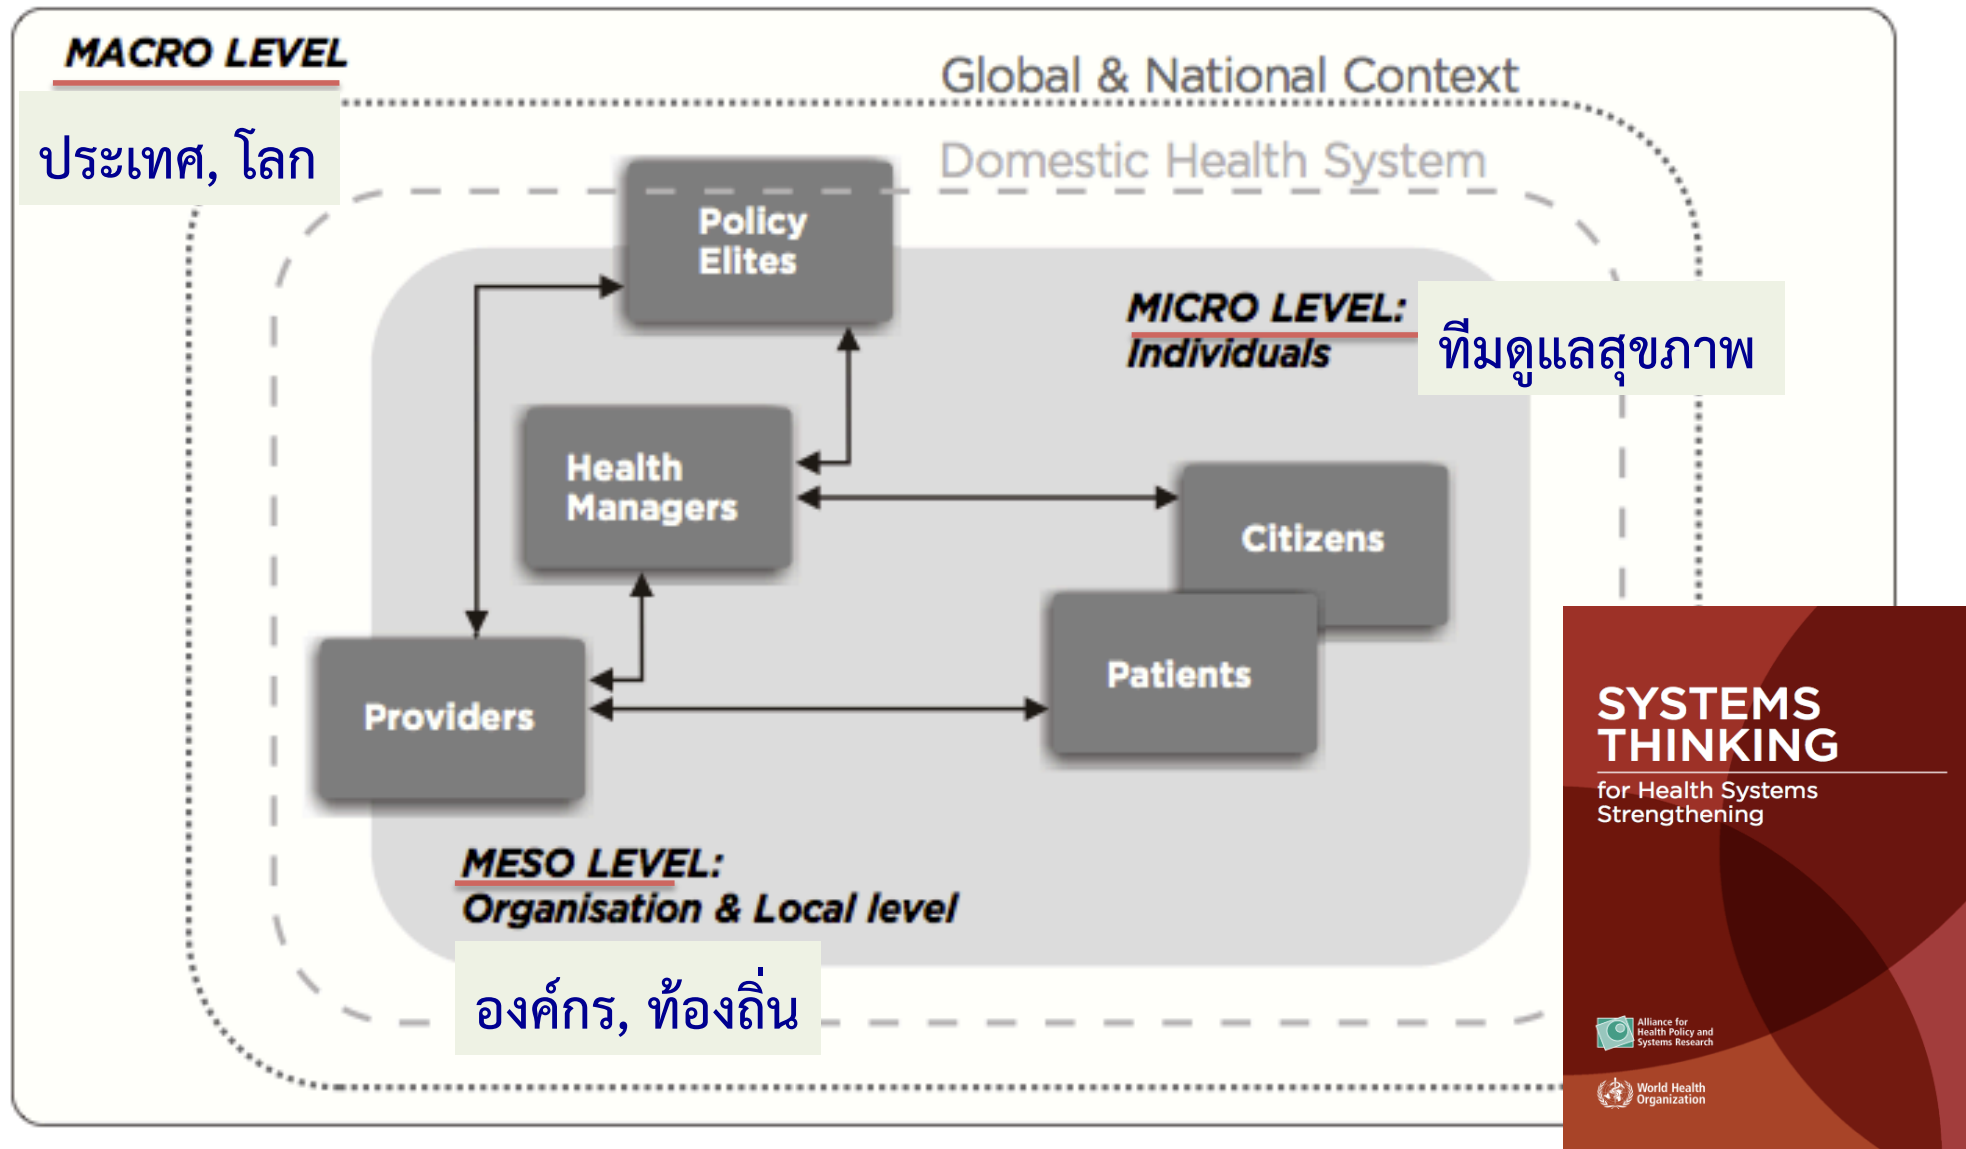 MACRO LEVEL
Global & National Context
ประเทศ, โลก
Domestic Health System
Policy
Elites
MICRO LEVEL:
Individuals
ทีมดูแลสุขภาพ
Health
Managers
Citizens
Patients
Providers
MESO LEVEL:
Organisation & Local level
องค์กร, ท้องถิ่น
SYSTEMS
THINKING
for Health Systems
Strengthening
Alliance for
Health Policy and
Systems Research
World Health
Organization